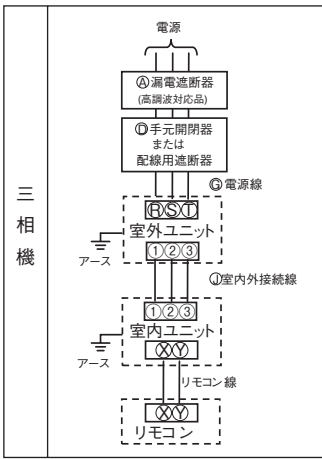 三相機
電源
Ⓐ漏電遮断器
(高調波対応品)
Ⓓ手元開閉器
または
配線用遮断器
Ⓖ電源線
ⓇⓈⓉ
室外ユニット
①②③
アース
Ⓙ室内外接続線
①②③
室内ユニット
ⓍⓎ
アース
リモコン線
ⓍⓎ
リモコン